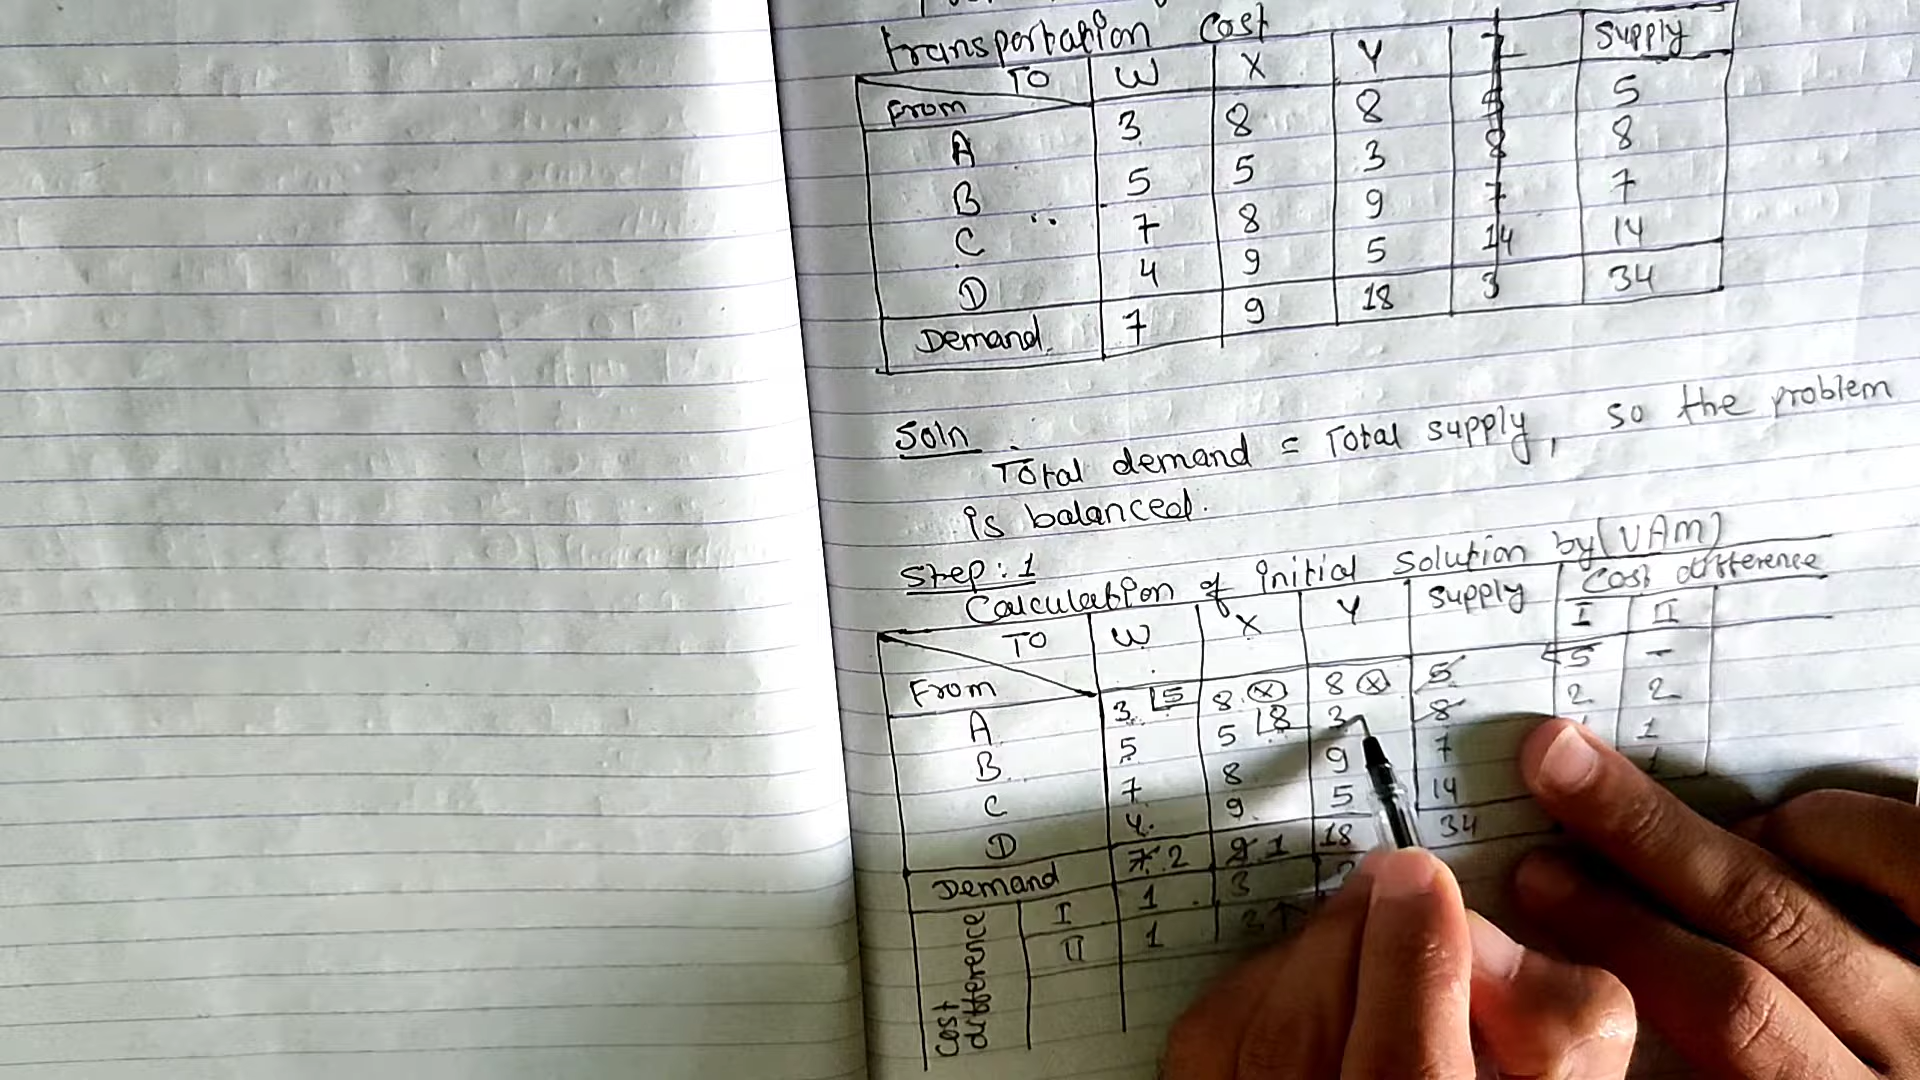 transportation cost
TO W X Y Supply
From
A 3 8 8 5
B 5 5 3 8 8
C 7 8 9 7 7
D 4 9 5 14 14
Demand 7 9 18 3 34
Soln
Total demand = Total supply, so the problem
is balanced.
Step: 1
Calculation of initial solution by (VAM)
TO W X Y Supply Cost difference
I II
From
A 3 5 8 (X) 8 (X) 5 5 -
B 5 5 8 3 8 2 2
C 7 8 9 7 1
D 4 9 5 14 1
Demand 7 2 9 1 18 34
Cost difference
I 1 3
II 1 3